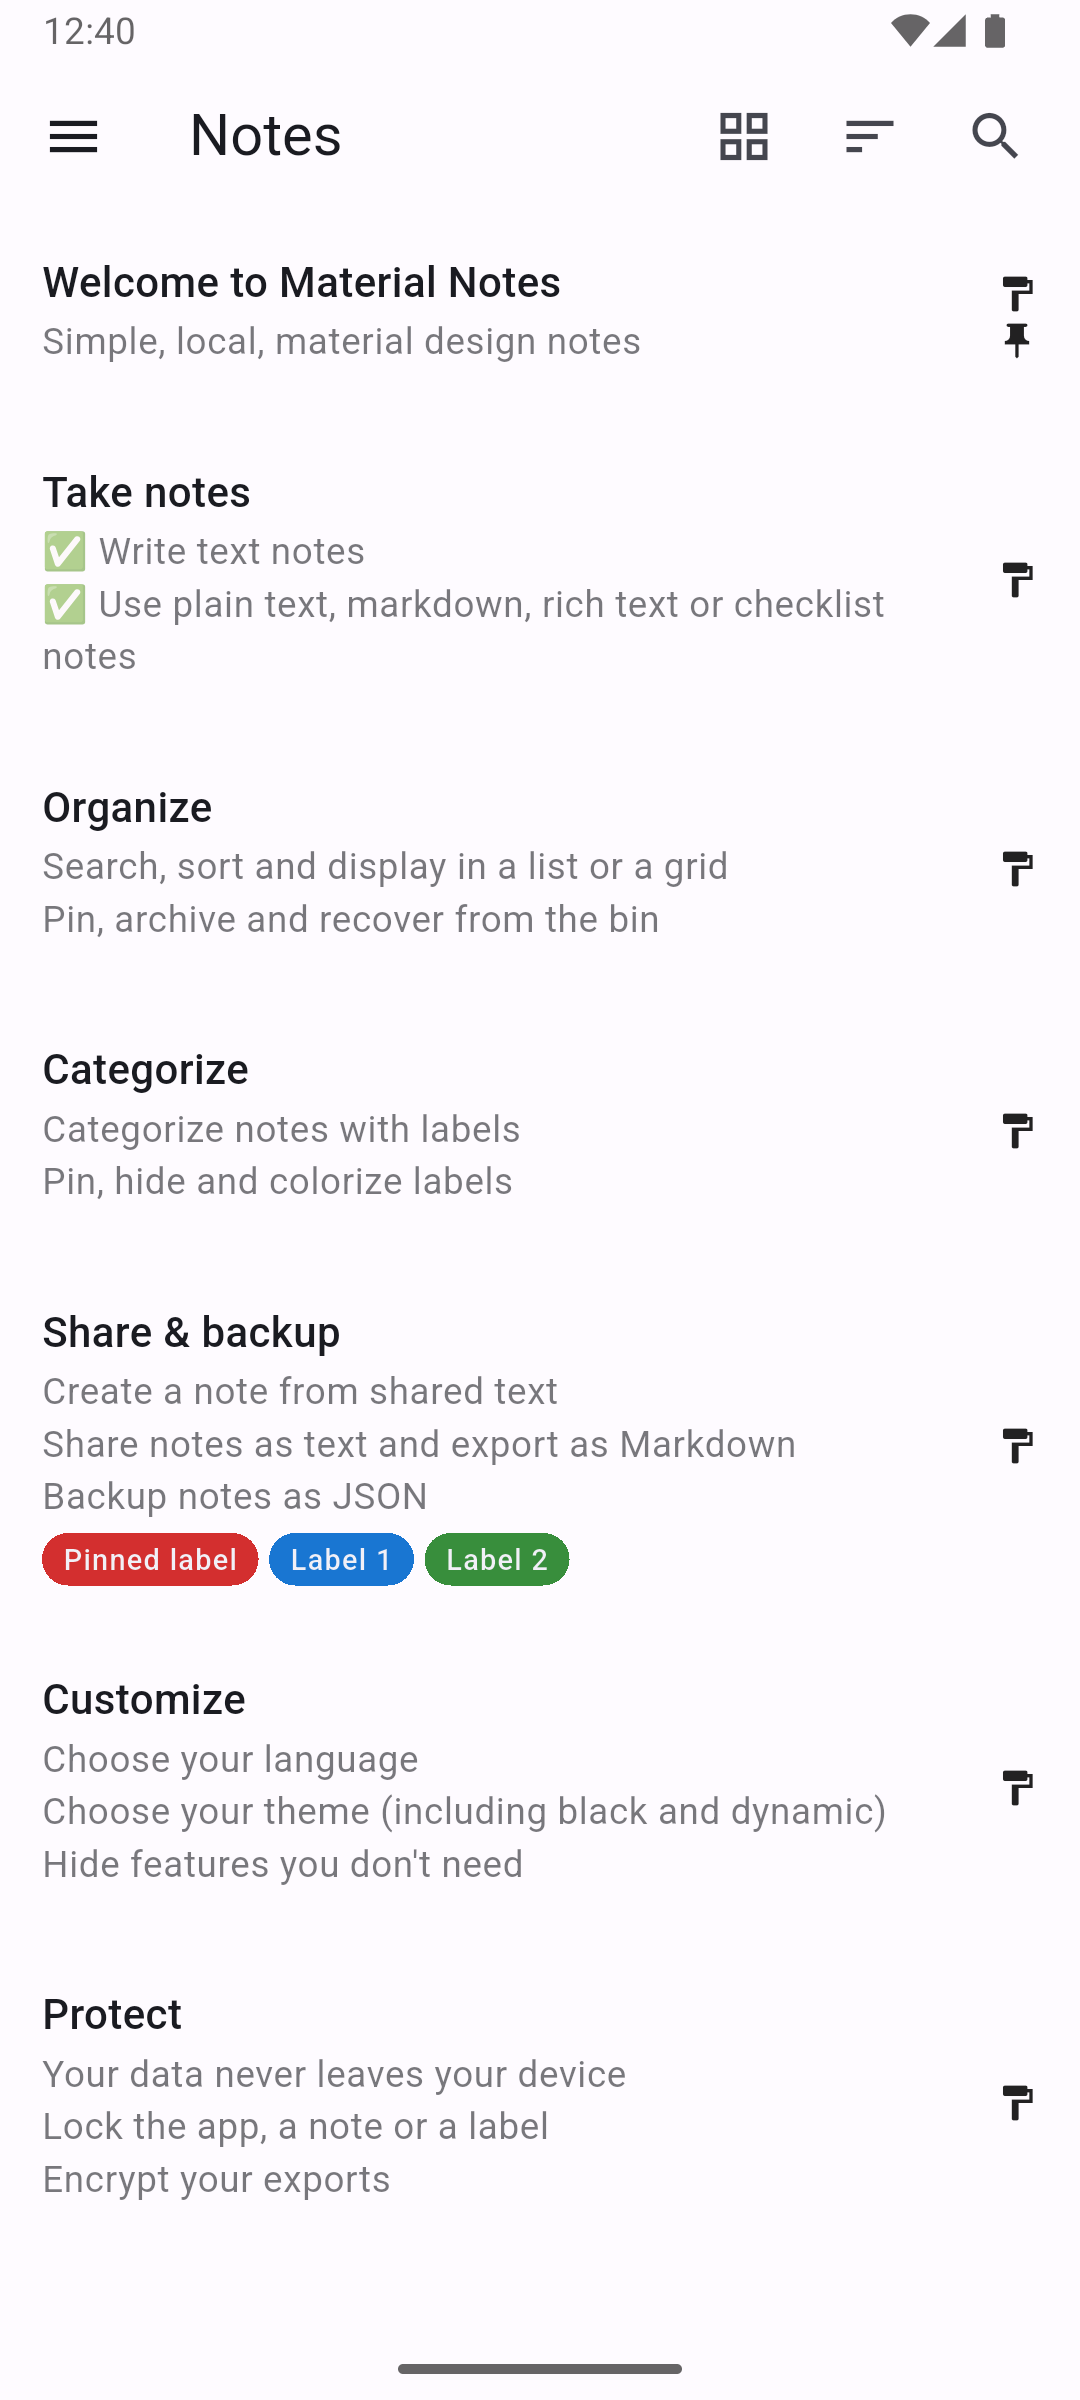 12:40
Notes
Welcome to Material Notes
Simple, local, material design notes
Take notes
✅ Write text notes
✅ Use plain text, markdown, rich text or checklist
notes
Organize
Search, sort and display in a list or a grid
Pin, archive and recover from the bin
Categorize
Categorize notes with labels
Pin, hide and colorize labels
Share & backup
Create a note from shared text
Share notes as text and export as Markdown
Backup notes as JSON
Pinned label Label 1 Label 2
Customize
Choose your language
Choose your theme (including black and dynamic)
Hide features you don't need
Protect
Your data never leaves your device
Lock the app, a note or a label
Encrypt your exports